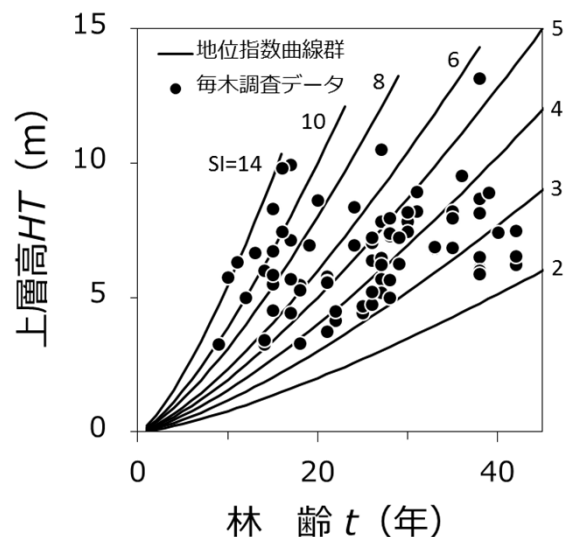 15
10
5
0
上層高HT（m）
地位指数曲線群
毎木調査データ
SI=14
10
8
6
5
4
3
2
0
20
40
林　齢 t（年）